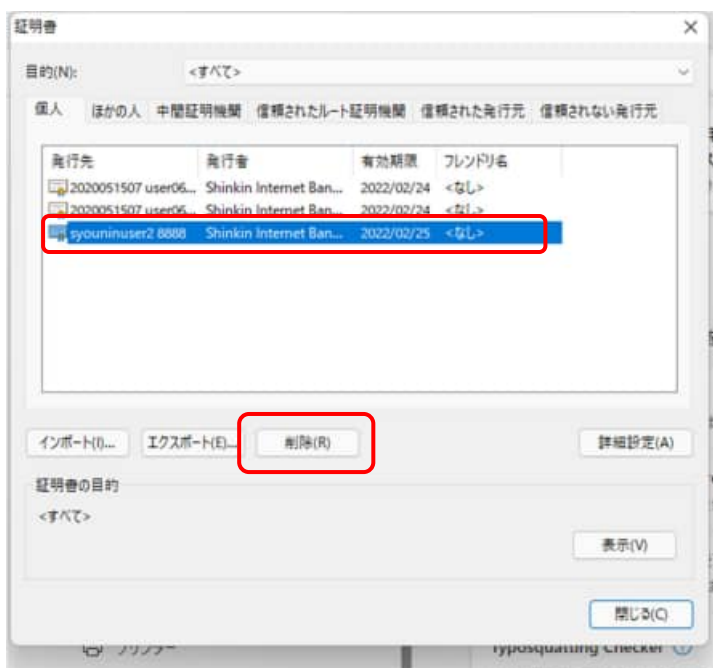 証明書
目的(N): <すべて>
個人 ほかの人 中間証明機関 信頼されたルート証明機関 信頼された発行元 信頼されない発行元
発行先 発行者 有効期限 フレンドリ名
2020051507 user06... Shinkin Internet Ban... 2022/02/24 <なし>
2020051507 user06... Shinkin Internet Ban... 2022/02/24 <なし>
syouninuser2 8888 Shinkin Internet Ban... 2022/02/25 <なし>
インポート(I)... エクスポート(E)... 削除(R) 詳細設定(A)
証明書の目的
<すべて>
表示(V)
閉じる(C)
プリンター Typosquatting Checker